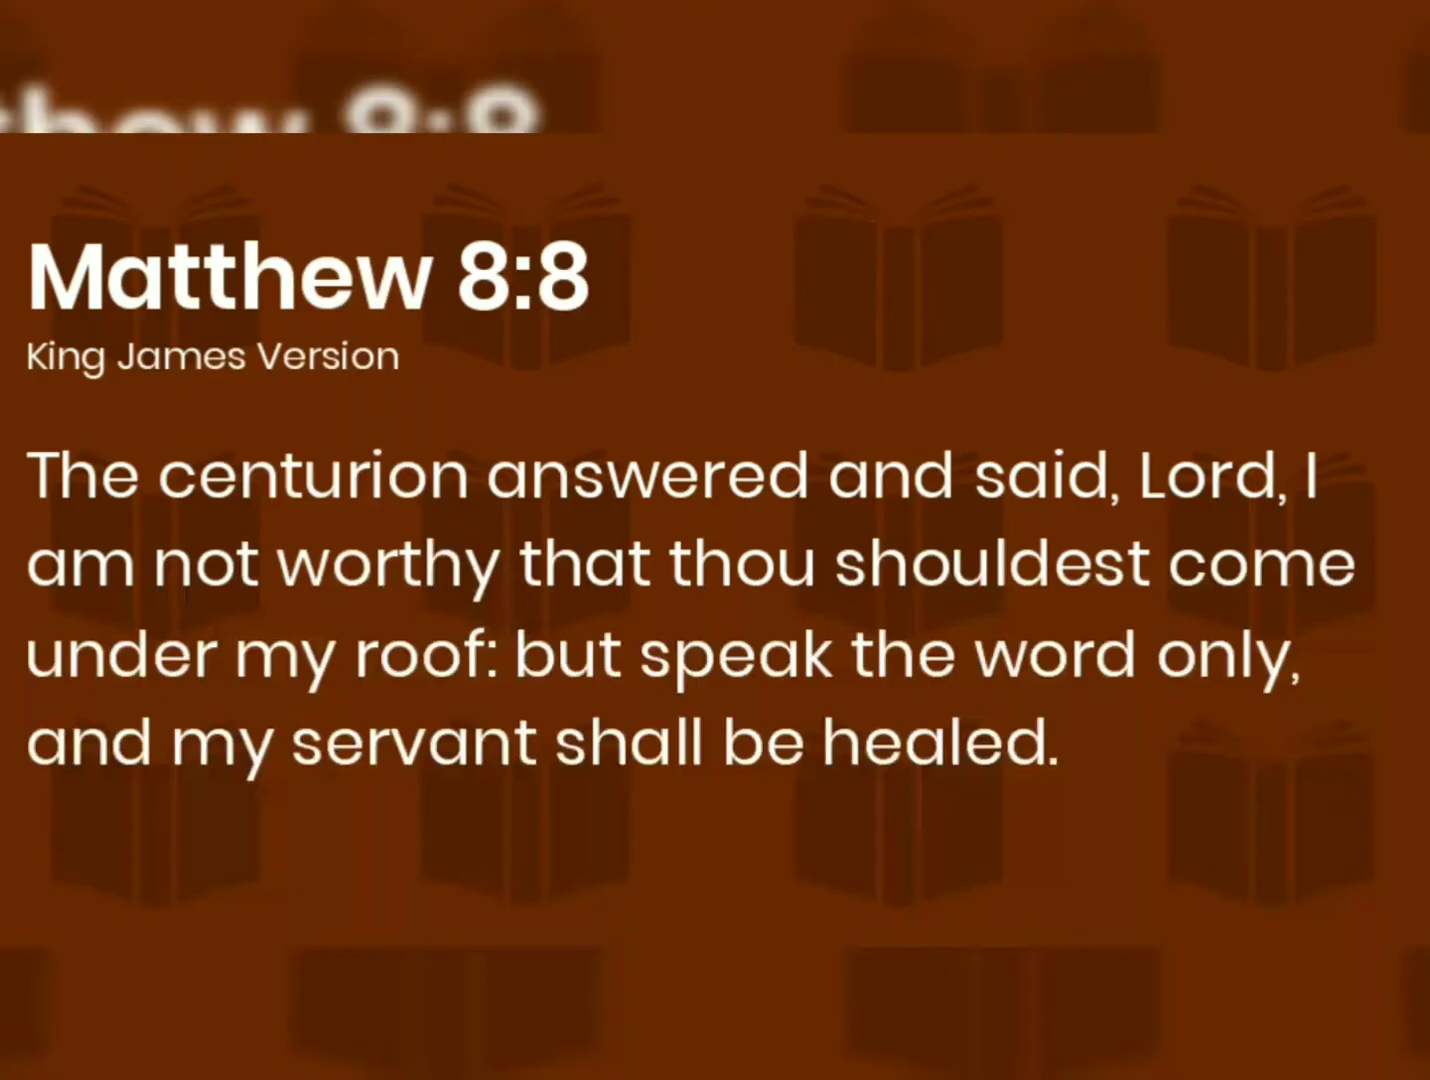 Matthew 8:8
King James Version
The centurion answered and said, Lord, I
am not worthy that thou shouldest come
under my roof: but speak the word only,
and my servant shall be healed.